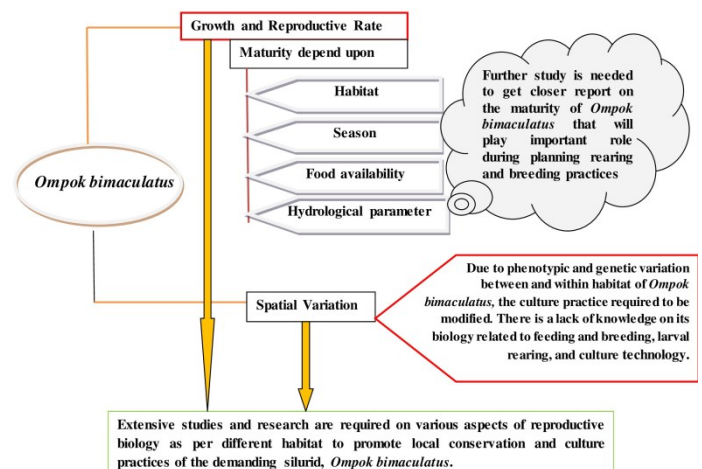 Growth and Reproductive Rate
Maturity depend upon
Habitat
Season
Food availability
Hydrological parameter
Further study is needed
to get closer report on
the maturity of Ompok
bimaculatus that will
play important role
during planning rearing
and breeding practices
Ompok bimaculatus
Spatial Variation
Due to phenotypic and genetic variation
between and within habitat of Ompok
bimaculatus, the culture practice required to be
modified. There is a lack of knowledge on its
biology related to feeding and breeding, larval
rearing, and culture technology.
Extensive studies and research are required on various aspects of reproductive
biology as per different habitat to promote local conservation and culture
practices of the demanding silurid, Ompok bimaculatus.